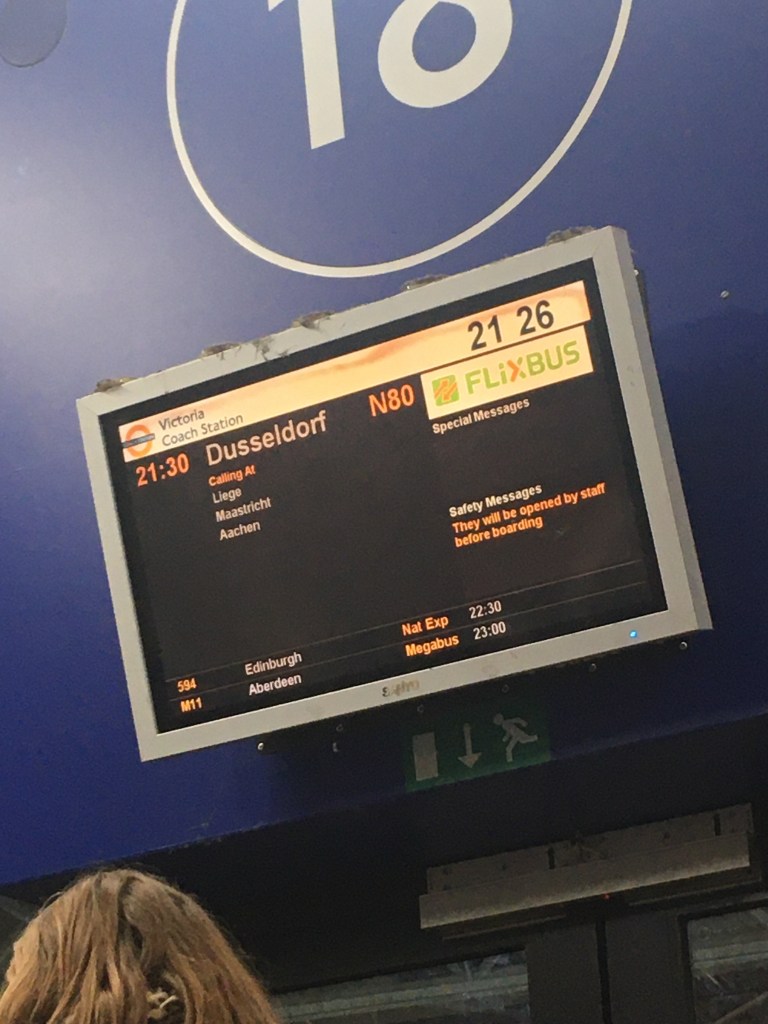 18
21 26
Victoria
Coach Station
FLiXBUS
21:30 Dusseldorf N80
Calling At
Liege
Maastricht
Aachen
Special Messages
Safety Messages
They will be opened by staff
before boarding
594 Edinburgh Nat Exp 22:30
M11 Aberdeen Megabus 23:00